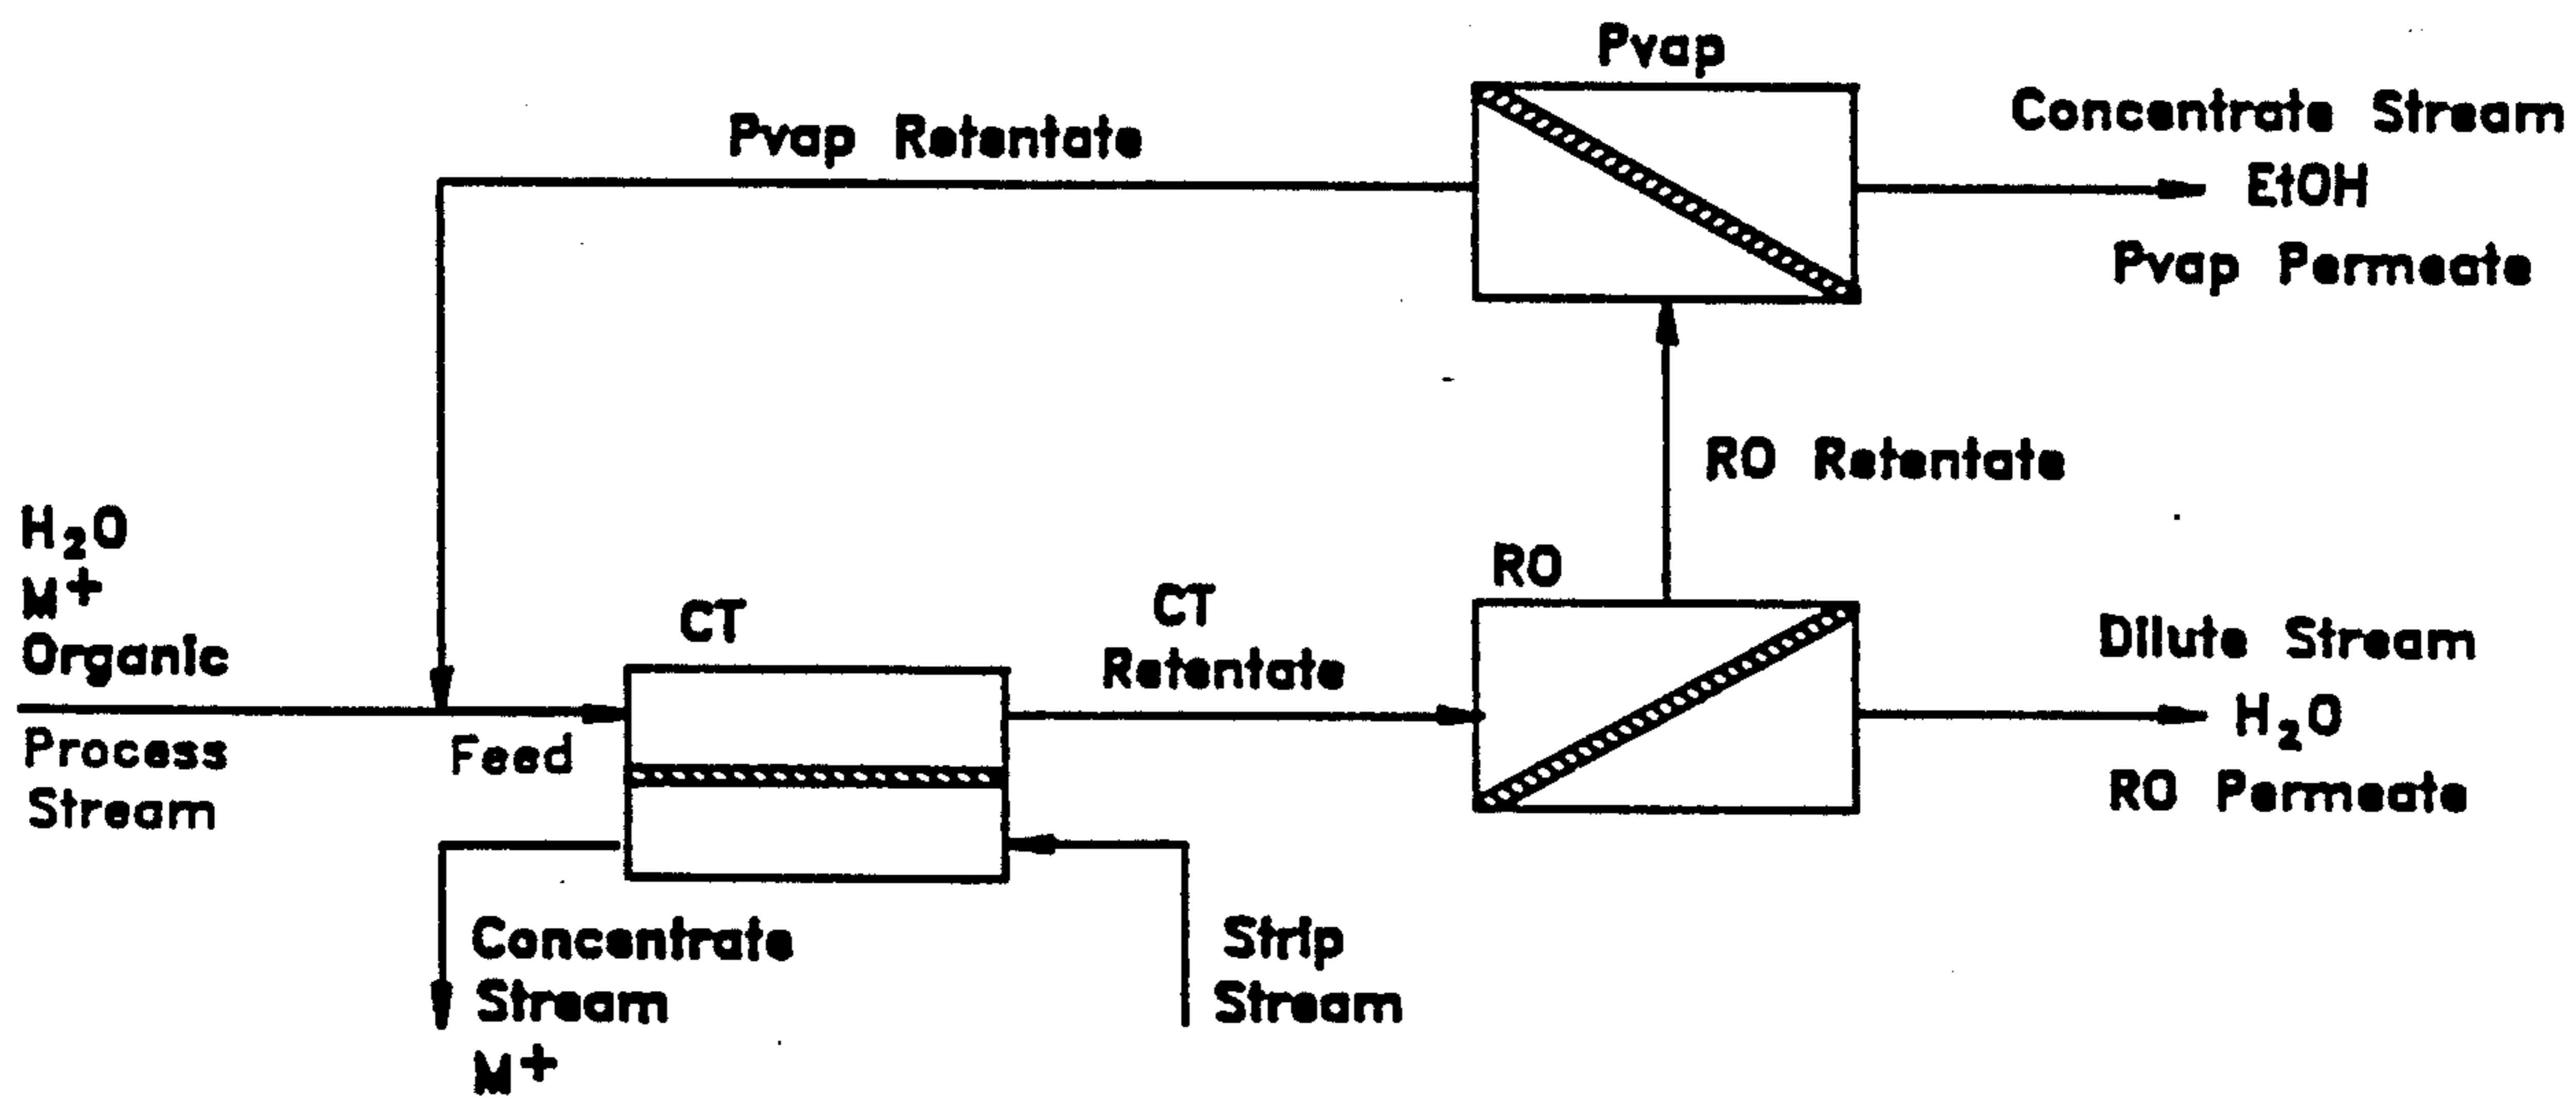 Pvap
Concentrate Stream
EtOH
Pvap Permeate
Pvap Retentate
RO Retentate
H₂O
M⁺
Organic
Process
Stream
Feed
CT
CT
Retentate
RO
Dilute Stream
H₂O
RO Permeate
Concentrate
Stream
M⁺
Strip
Stream